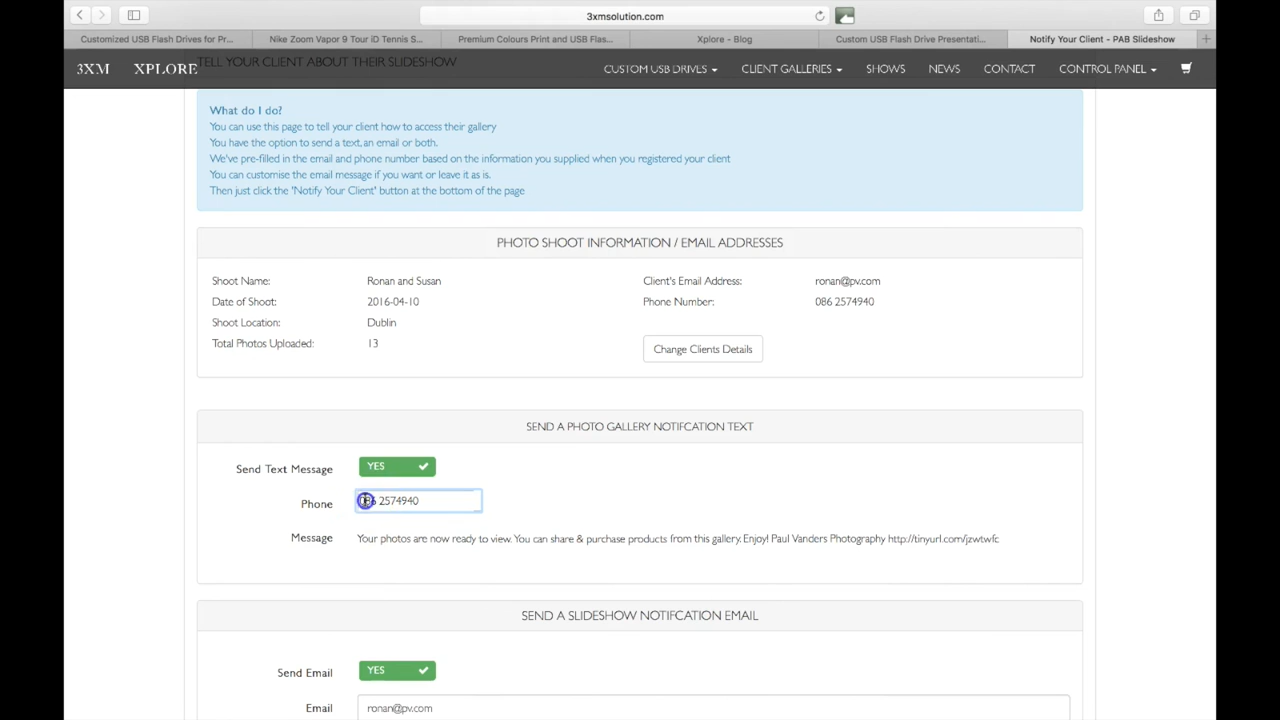 3xmsolution.com
Customized USB Flash Drives for Pr...
Nike Zoom Vapor 9 Tour iD Tennis S...
Premium Colours Print and USB Flas...
Xplore - Blog
Custom USB Flash Drive Presentati...
Notify Your Client - PAB Slideshow
3XM XPLORE
CUSTOM USB DRIVES
CLIENT GALLERIES
SHOWS
NEWS
CONTACT
CONTROL PANEL
TELL YOUR CLIENT ABOUT THEIR SLIDESHOW
What do I do?
You can use this page to tell your client how to access their gallery
You have the option to send a text, an email or both.
We've pre-filled in the email and phone number based on the information you supplied when you registered your client
You can customise the email message if you want or leave it as is.
Then just click the 'Notify Your Client' button at the bottom of the page
PHOTO SHOOT INFORMATION / EMAIL ADDRESSES
Shoot Name: Ronan and Susan
Client's Email Address: ronan@pv.com
Date of Shoot: 2016-04-10
Phone Number: 086 2574940
Shoot Location: Dublin
Total Photos Uploaded: 13
Change Clients Details
SEND A PHOTO GALLERY NOTIFCATION TEXT
Send Text Message YES
Phone 086 2574940
Message Your photos are now ready to view. You can share & purchase products from this gallery. Enjoy! Paul Vanders Photography http://tinyurl.com/jzwtwfc
SEND A SLIDESHOW NOTIFCATION EMAIL
Send Email YES
Email ronan@pv.com